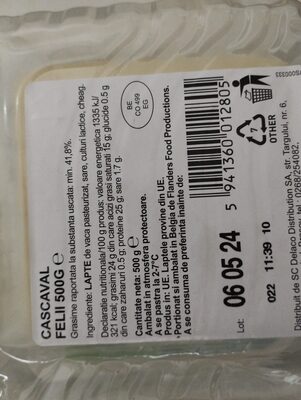 CASCAVAL
FELII 500G ℮
Grasime raportata la substanta uscata: min. 41,8%.
Ingrediente: LAPTE de vaca pasteurizat, sare, culturi lactice, cheag.
Declaratie nutritionala/100 g produs: valoare energetica 1335 kJ/
321 kcal; grasimi 24 g din care acizi grasi saturati 15 g; glucide 0.5 g
din care zaharuri 0.5 g; proteine 25 g; sare 1.7 g.
Cantitate neta: 500 g ℮
Ambalat in atmosfera protectoare.
A se pastra la 2-7°C
Produs in: UE. Laptele provine din UE.
Portionat si ambalat in Belgia de Flanders Food Productions.
A se consuma de preferinta inainte de:
BE
CO 499
EG
5 941360 012805
7
OTHER
06 05 24
Lot:
022 11:39 10
Distribuit de SC Delaco Distribution SA, str. Targului, nr. 6,